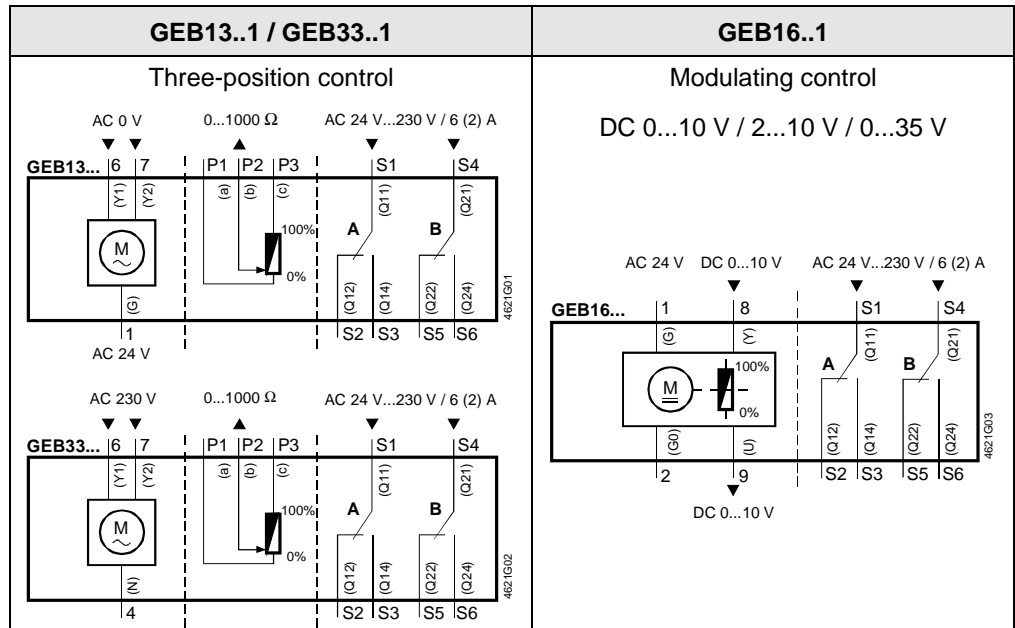 GEB13..1 / GEB33..1
Three-position control
AC 0 V 0...1000 Ω AC 24 V...230 V / 6 (2) A
GEB13... 6 7 P1 P2 P3 S1 S4
(Y1) (Y2) (a) (b) (c) (Q11) (Q21)
A B
100%
M
0%
(G) (Q12) (Q14) (Q22) (Q24)
4621G01
1 S2 S3 S5 S6
AC 24 V
AC 230 V 0...1000 Ω AC 24 V...230 V / 6 (2) A
GEB33... 6 7 P1 P2 P3 S1 S4
(Y1) (Y2) (a) (b) (c) (Q11) (Q21)
A B
100%
M
0%
(N) (Q12) (Q14) (Q22) (Q24)
4621G02
4 S2 S3 S5 S6
GEB16..1
Modulating control
DC 0...10 V / 2...10 V / 0...35 V
AC 24 V DC 0...10 V AC 24 V...230 V / 6 (2) A
GEB16... 1 8 S1 S4
(G) (Y) (Q11) (Q21)
A B
100%
M
0%
(G0) (U) (Q12) (Q14) (Q22) (Q24)
4621G03
2 9 S2 S3 S5 S6
DC 0...10 V